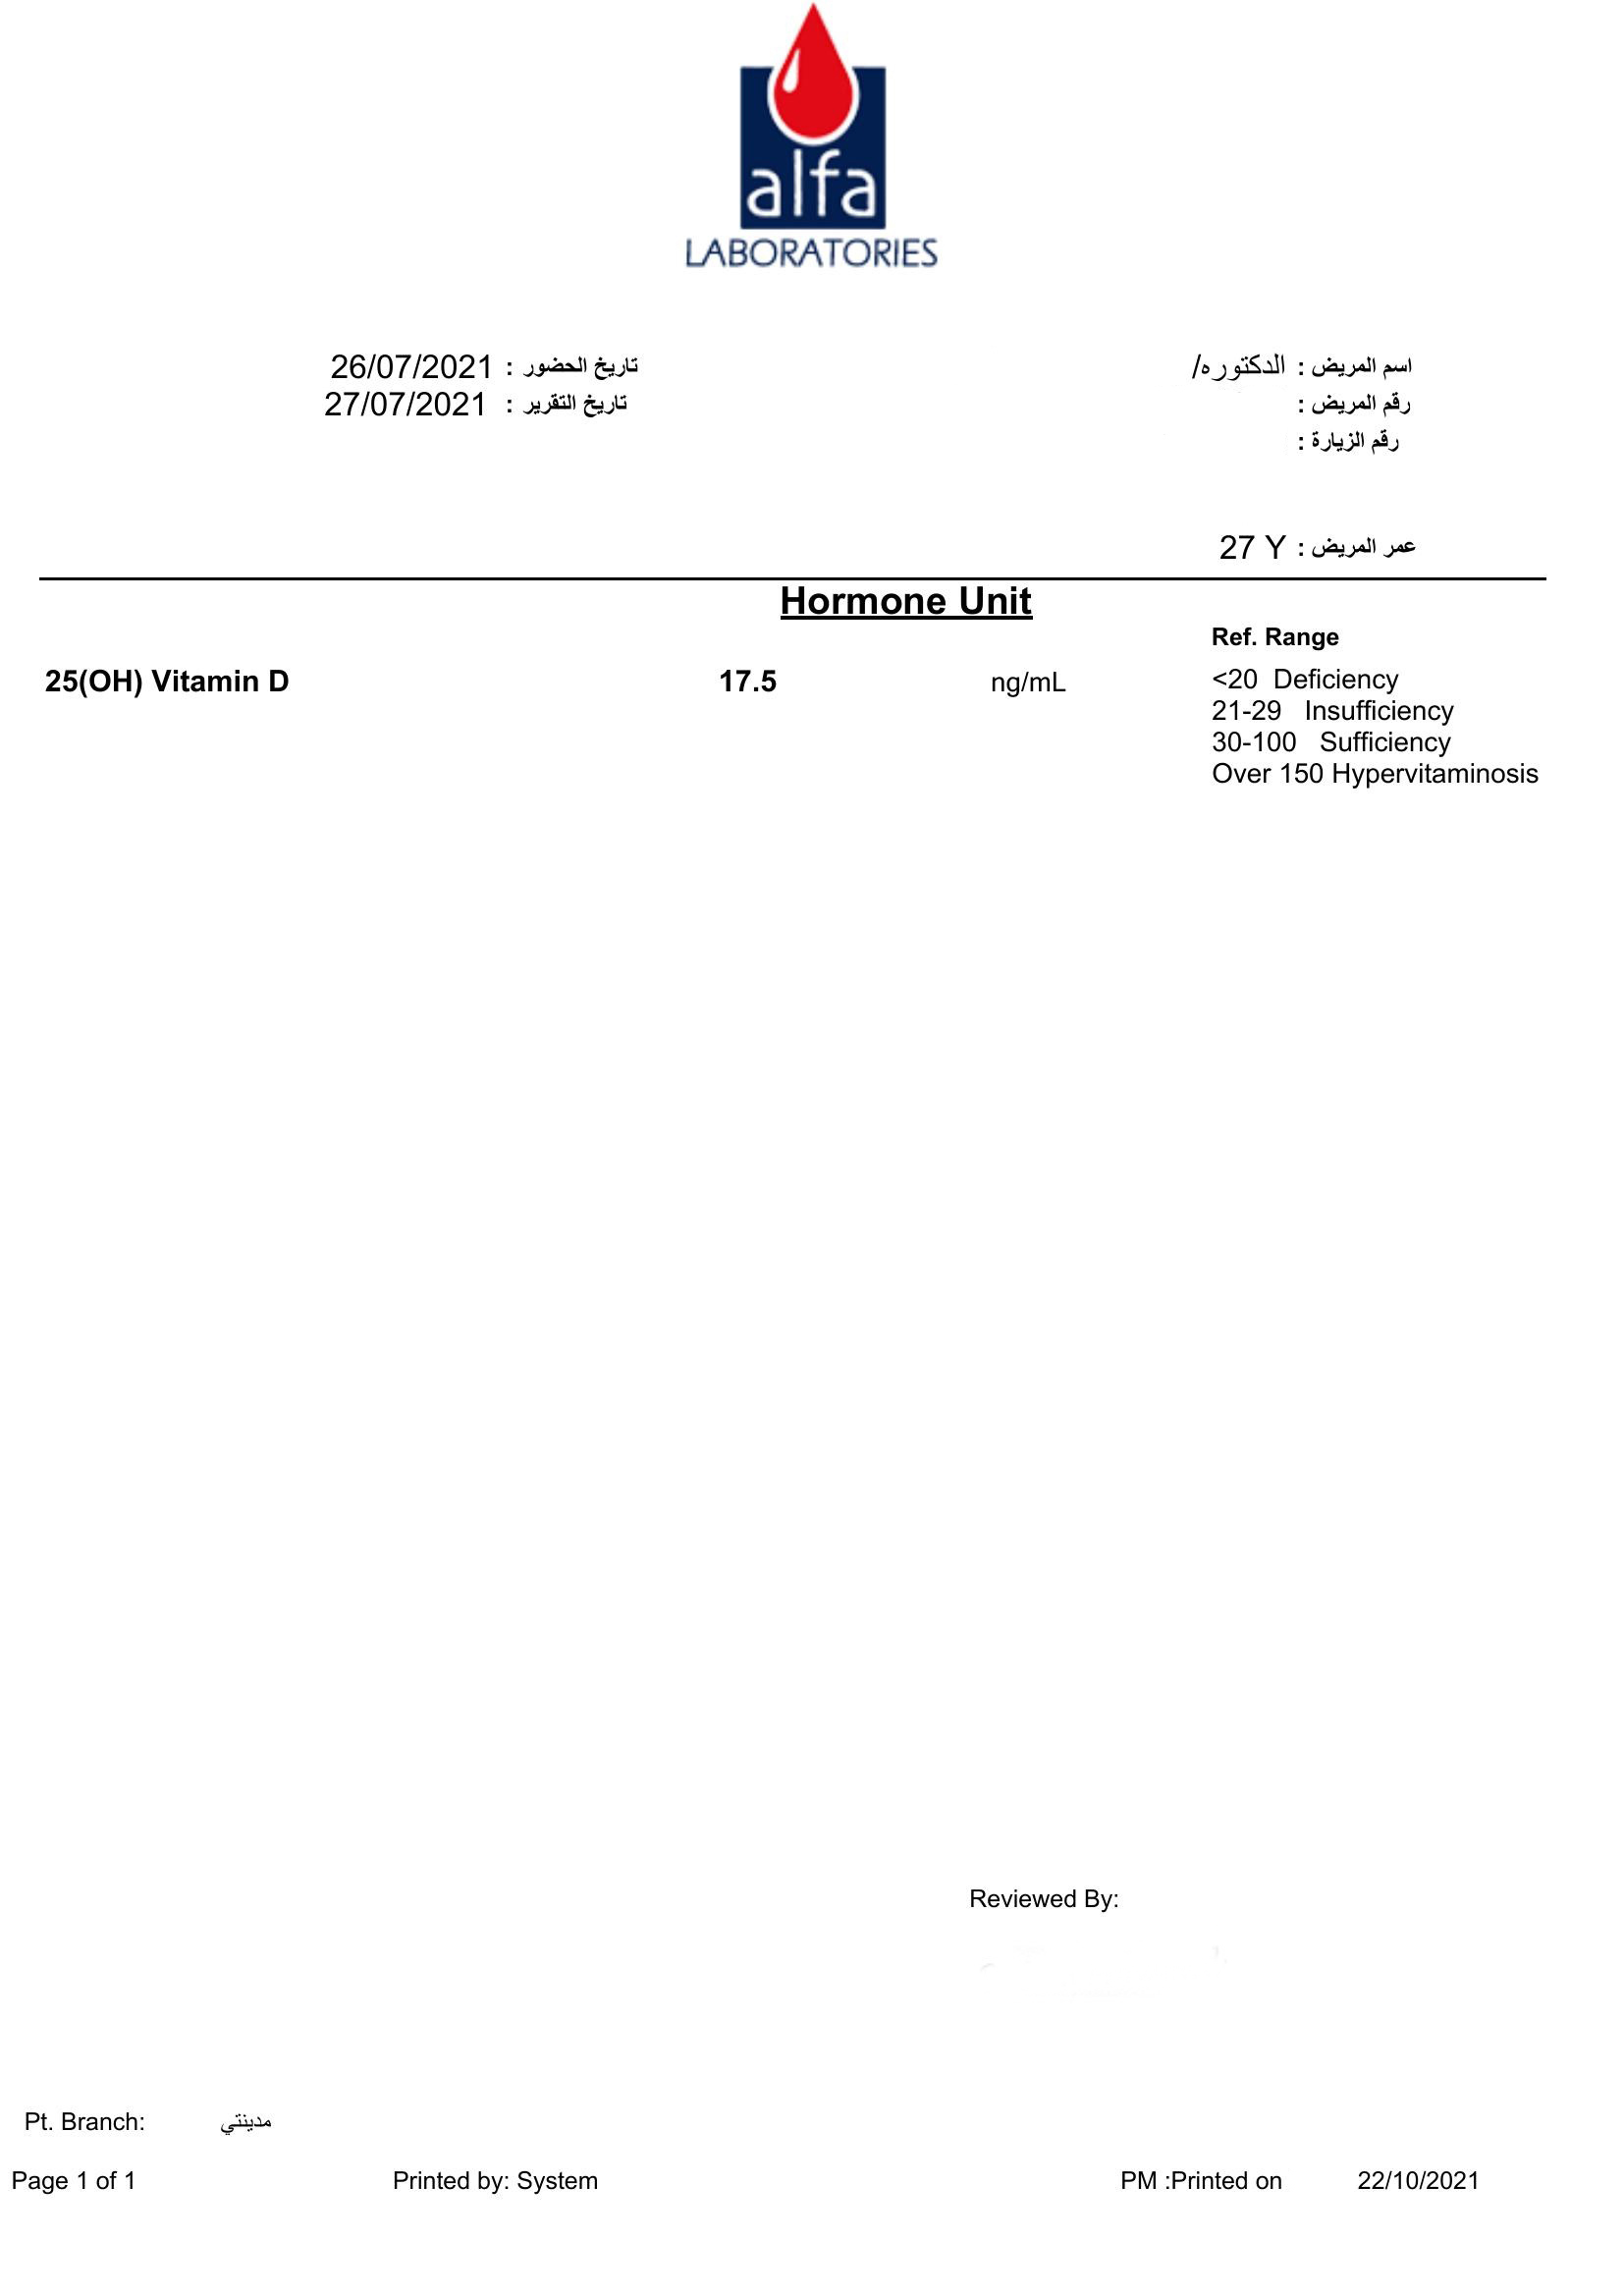 alfa
LABORATORIES
اسم المريض : الدكتوره/
تاريخ الحضور : 26/07/2021
رقم المريض :
تاريخ التقرير : 27/07/2021
رقم الزيارة :
عمر المريض : 27 Y
Hormone Unit
Ref. Range
25(OH) Vitamin D 17.5 ng/mL <20 Deficiency
21-29 Insufficiency
30-100 Sufficiency
Over 150 Hypervitaminosis
Reviewed By:
Pt. Branch: مدينتي
Page 1 of 1 Printed by: System PM :Printed on 22/10/2021